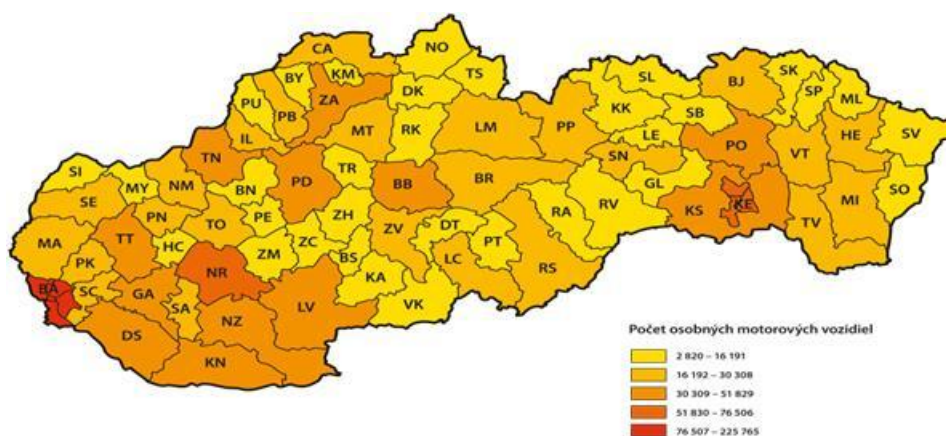 CA
NO
BY
KM
TS
PU
PB
ZA
DK
SL
BJ
SK
SP
ML
KK
SB
IL
MT
RK
LM
PP
LE
SV
TN
SN
PO
VT
HE
SI
MY
NM
BN
PD
TR
BB
BR
GL
SO
SE
PN
TO
PE
ZH
RA
RV
KS
KE
MI
MA
TT
HC
ZM
ZC
BS
ZV
DT
PT
TV
PK
NR
KA
LC
RS
BA
SC
GA
SA
LV
VK
DS
NZ
KN
Počet osobných motorových vozidiel
2 820 – 16 191
16 192 – 30 308
30 309 – 51 829
51 830 – 76 506
76 507 – 225 765